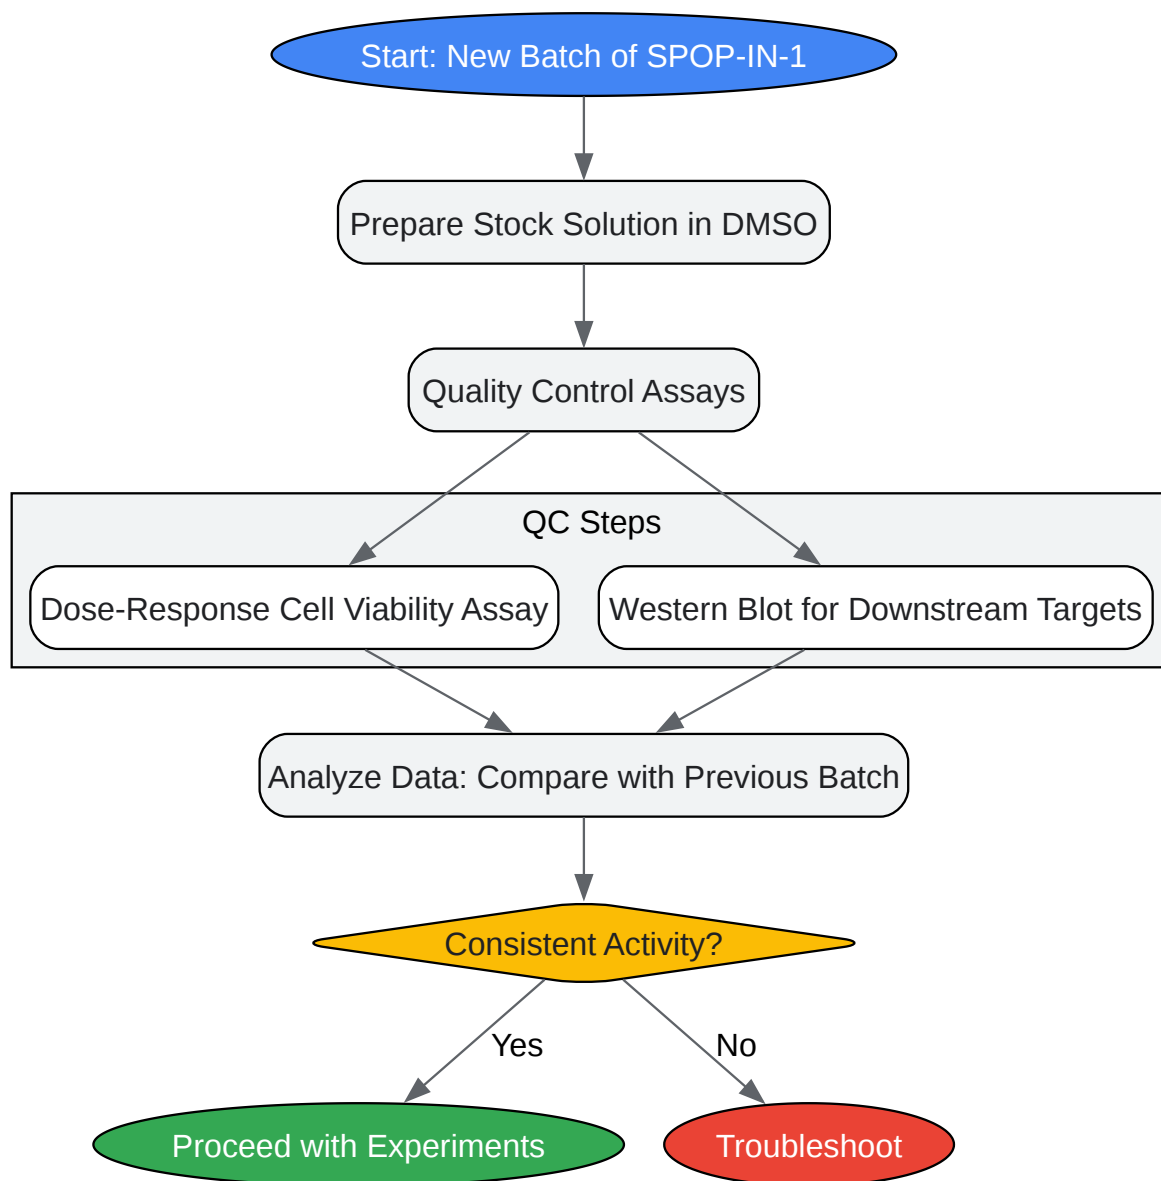 Start: New Batch of SPOP-IN-1
Prepare Stock Solution in DMSO
Quality Control Assays
QC Steps
Dose-Response Cell Viability Assay
Western Blot for Downstream Targets
Analyze Data: Compare with Previous Batch
Consistent Activity?
Yes
No
Proceed with Experiments
Troubleshoot